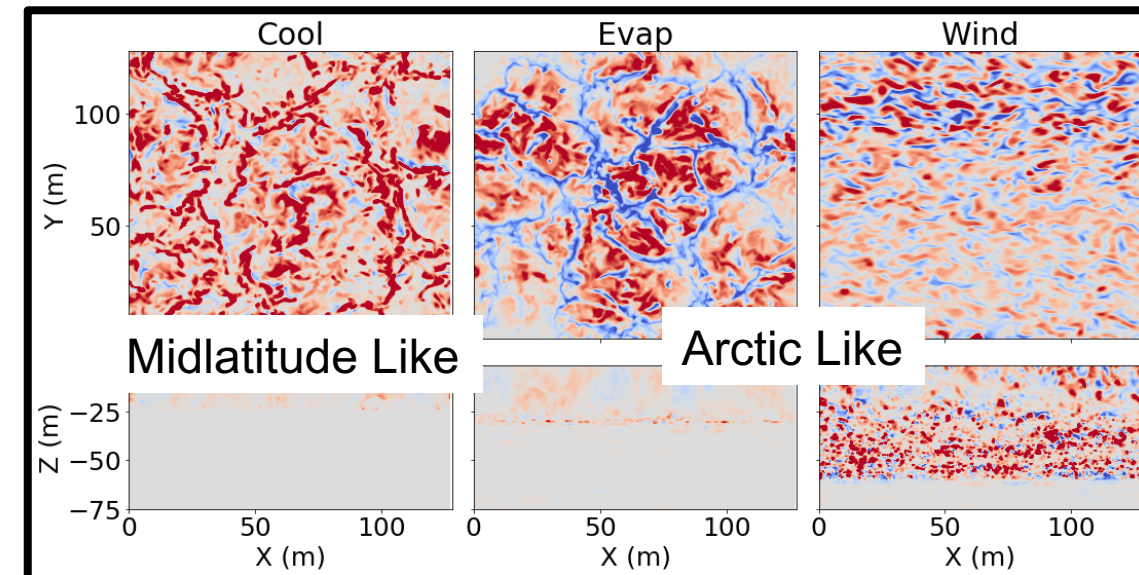 Cool Evap Wind
Y (m)
100
50
Midlatitude Like Arctic Like
Z (m)
−25
−50
−75
0 50 100 0 50 100 0 50 100
X (m) X (m) X (m)